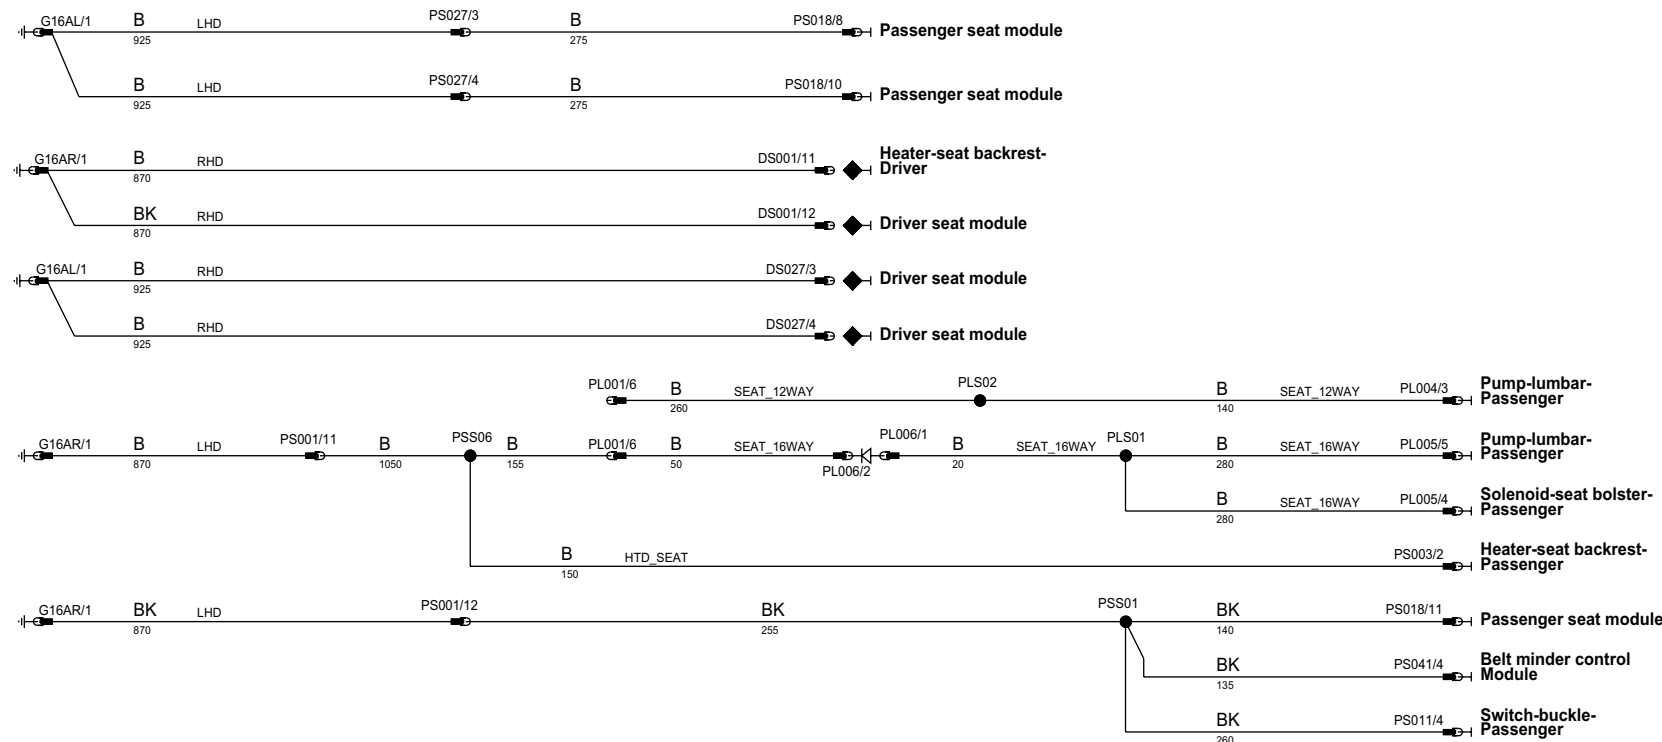 G16AL/1 B LHD PS027/3 B PS018/8 Passenger seat module
925 275
B LHD PS027/4 B PS018/10 Passenger seat module
925 275
G16AR/1 B RHD DS001/11 Heater-seat backrest-
870 Driver
BK RHD DS001/12 Driver seat module
870
G16AL/1 B RHD DS027/3 Driver seat module
925
B RHD DS027/4 Driver seat module
925
PL001/6 B SEAT_12WAY PLS02 B SEAT_12WAY PL004/3 Pump-lumbar-
260 140 Passenger
G16AR/1 B LHD PS001/11 B PSS06 B PL001/6 B SEAT_16WAY PL006/1 B SEAT_16WAY PLS01 B SEAT_16WAY PL005/5 Pump-lumbar-
870 1050 155 50 PL006/2 20 280 Passenger
B SEAT_16WAY PL005/4 Solenoid-seat bolster-
280 Passenger
B HTD_SEAT PS003/2 Heater-seat backrest-
150 Passenger
G16AR/1 BK LHD PS001/12 BK PSS01 BK PS018/11 Passenger seat module
870 255 140
BK PS041/4 Belt minder control
135 Module
BK PS011/4 Switch-buckle-
260 Passenger